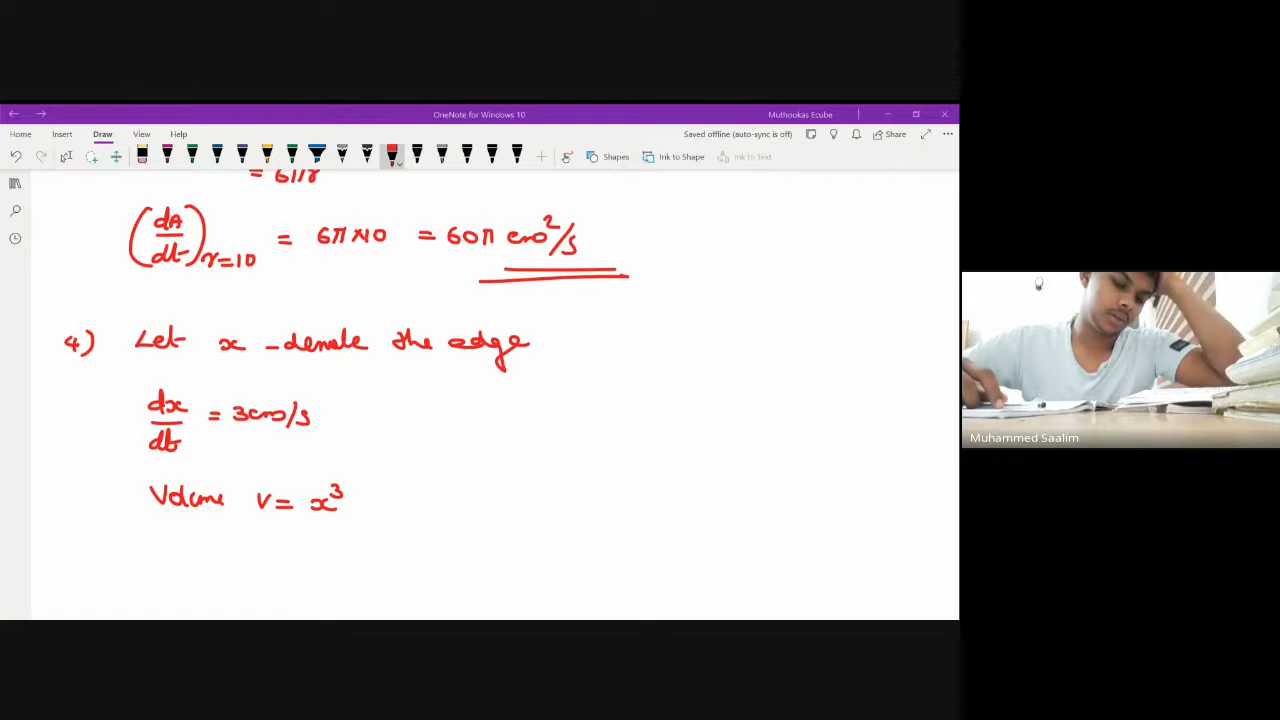 OneNote for Windows 10
Muthookas Ecube
Home Insert Draw View Help
Saved offline (auto-sync is off)
Share
Shapes
Ink to Shape
Ink to Text
= 6πr
(dA/dt)r=10 = 6π×10 = 60π cm²/s
4) Let x - denote the edge
dx/dt = 3cm/s
Volume V = x³
Muhammed Saalim